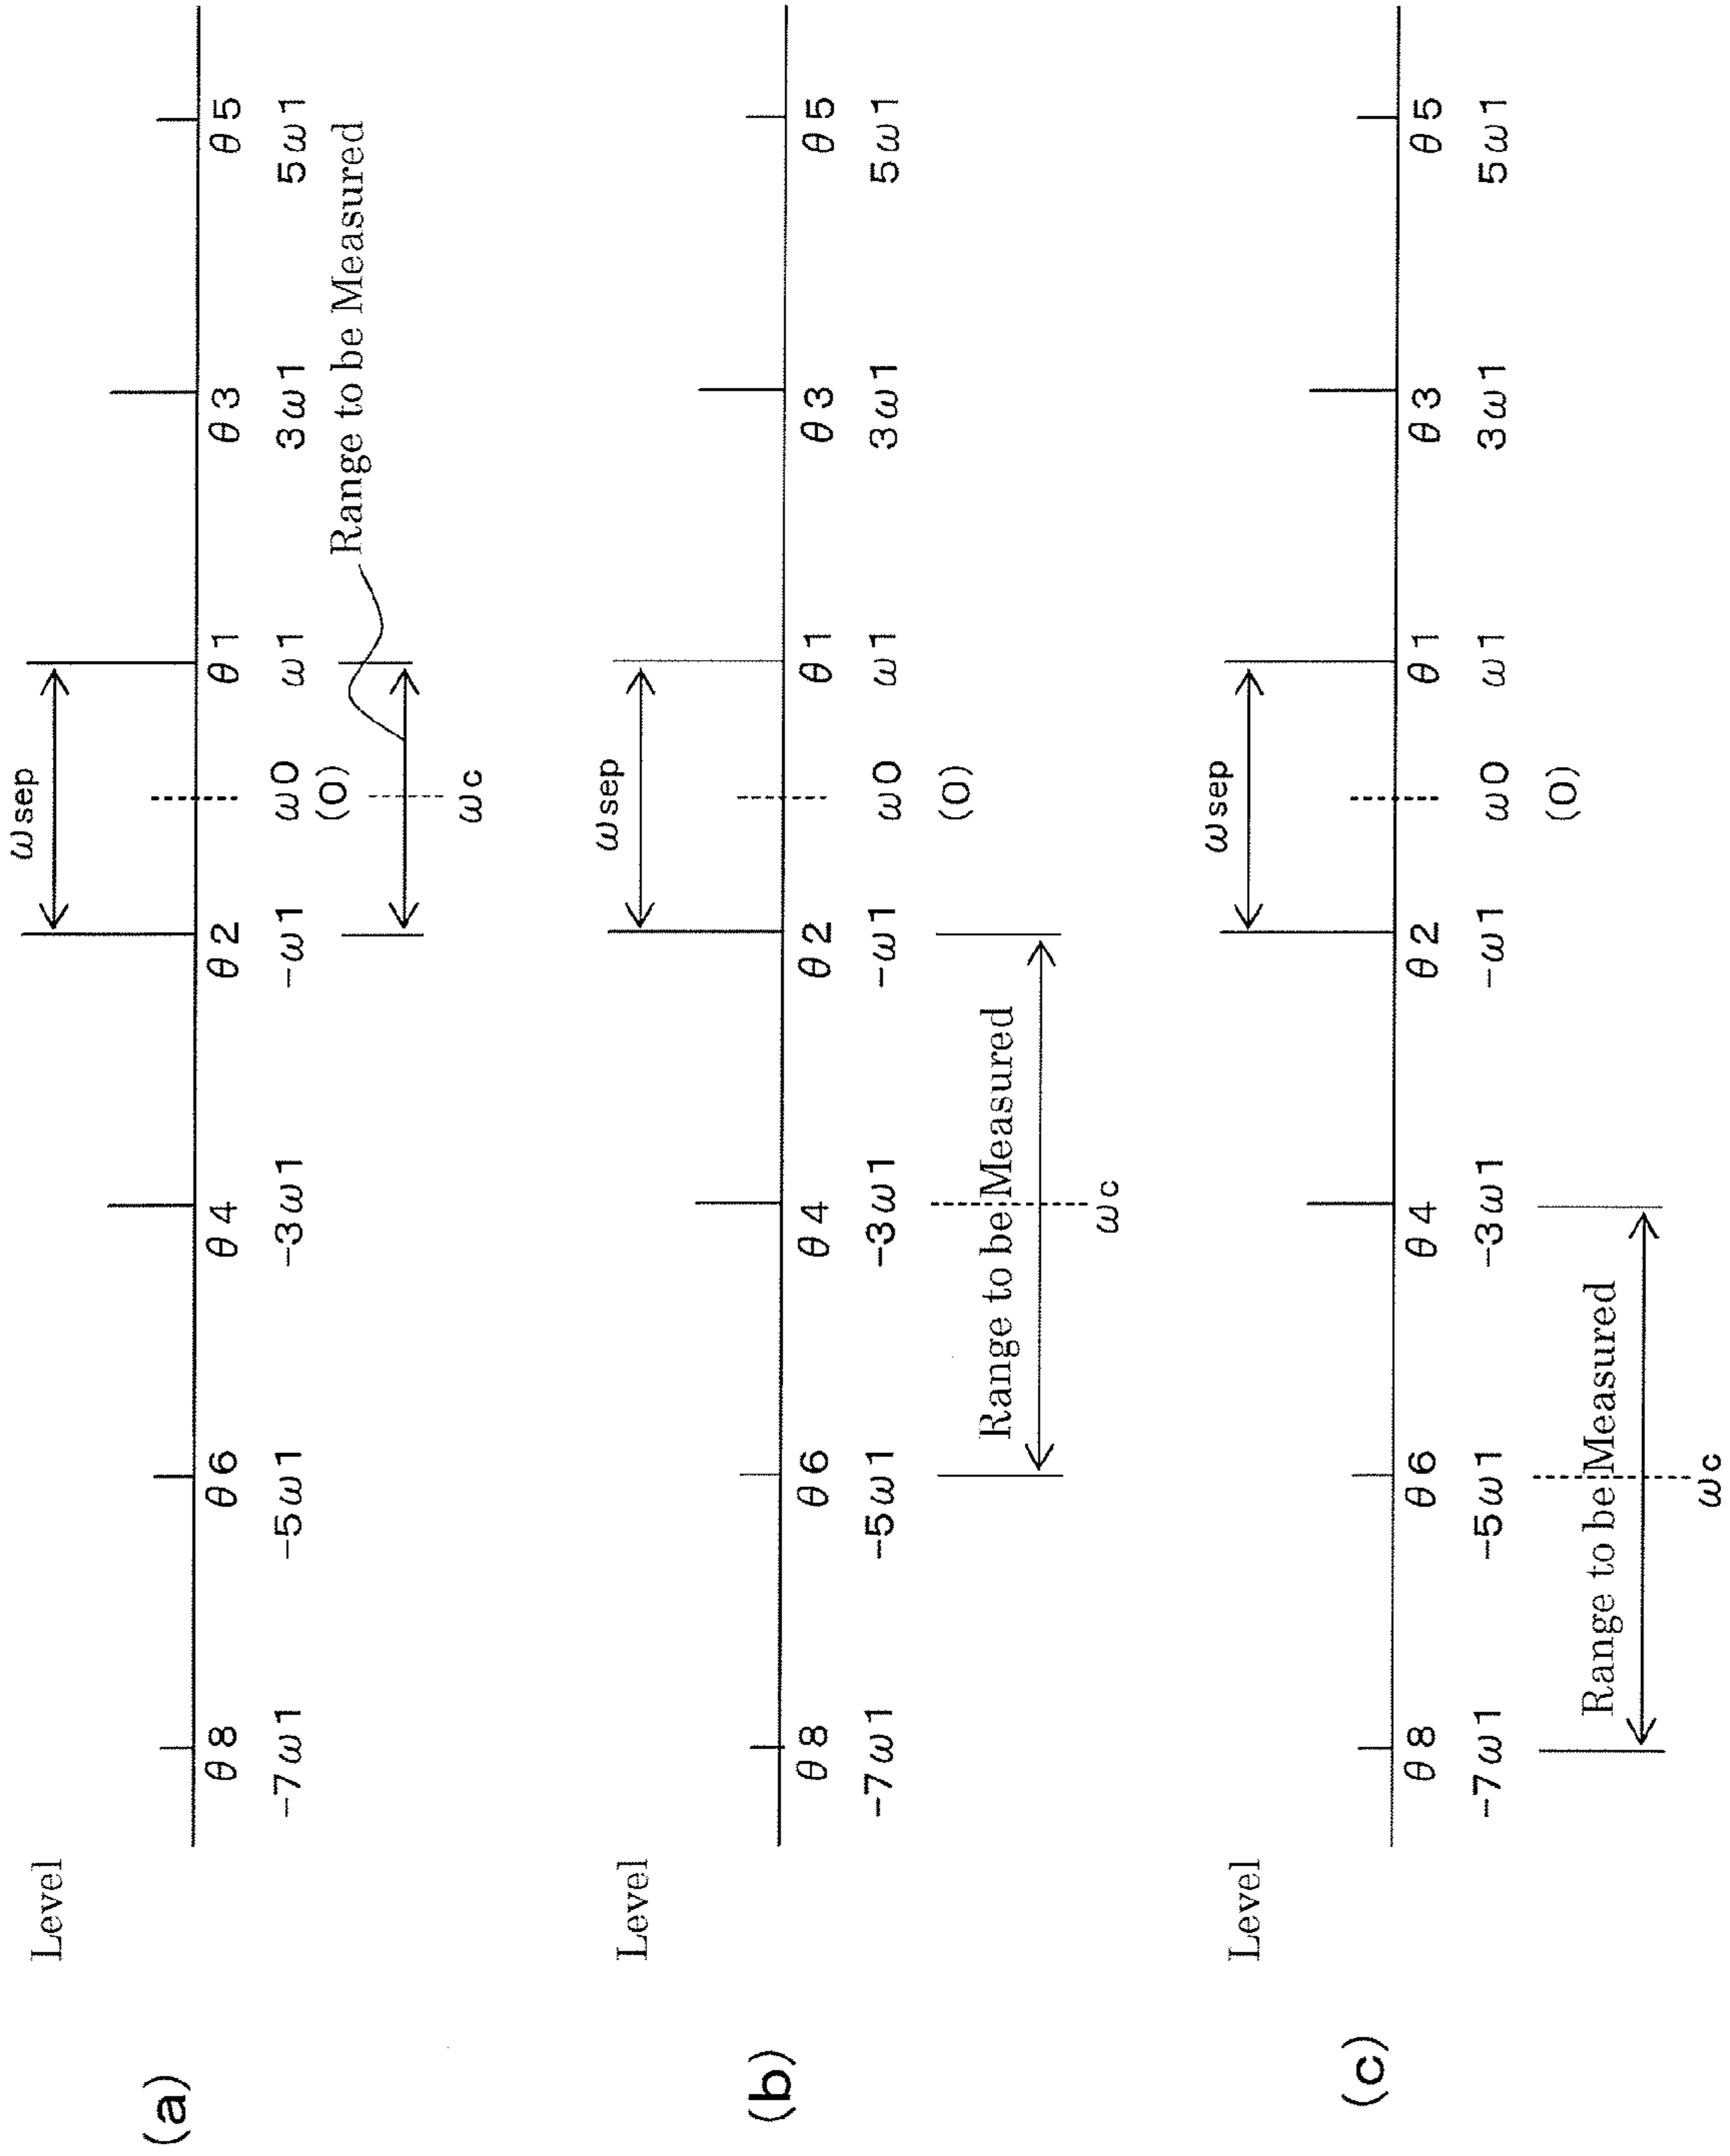 (a)
Level
ωsep
θ8 θ6 θ4 θ2 θ1 θ3 θ5
-7ω1 -5ω1 -3ω1 -ω1 ω0 ω1 3ω1 5ω1
(0)
Range to be Measured
ωc
(b)
Level
ωsep
θ8 θ6 θ4 θ2 θ1 θ3 θ5
-7ω1 -5ω1 -3ω1 -ω1 ω0 ω1 3ω1 5ω1
(0)
Range to be Measured
ωc
(c)
Level
ωsep
θ8 θ6 θ4 θ2 θ1 θ3 θ5
-7ω1 -5ω1 -3ω1 -ω1 ω0 ω1 3ω1 5ω1
(0)
Range to be Measured
ωc